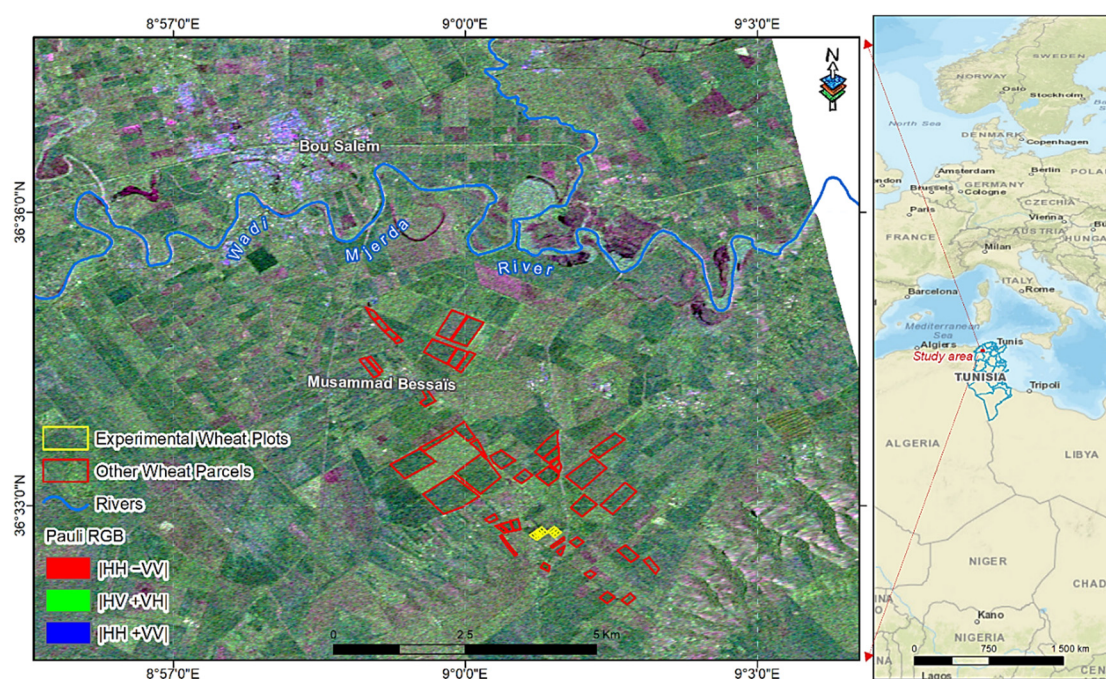 8°57'0"E
9°0'0"E
9°3'0"E
36°36'0"N
36°33'0"N
N
Bou Salem
Wadi
Mjerda
River
Musammad Bessaïs
Experimental Wheat Plots
Other Wheat Parcels
Rivers
Pauli RGB
|HH −VV|
|HV +VH|
|HH +VV|
0 2.5 5 Km
8°57'0"E
9°0'0"E
9°3'0"E
SWEDEN
NORWAY
Oslo
Stockholm
North Sea
DENMARK
Copenhagen
Amsterdam
Berlin
POLA
London
GERMANY
Brussels
Cologne
Paris
CZECHIA
Vienna
AUSTRIA
HUNGA
FRANCE
Milan
ITALY
Barcelona
Rome
Mediterranean
Sea
Algiers
Tunis
Study area
TUNISIA
Tripoli
ALGERIA
LIBYA
NIGER
CHAD
Kano
NIGERIA
0 750 1 500 km
Lagos
CEN